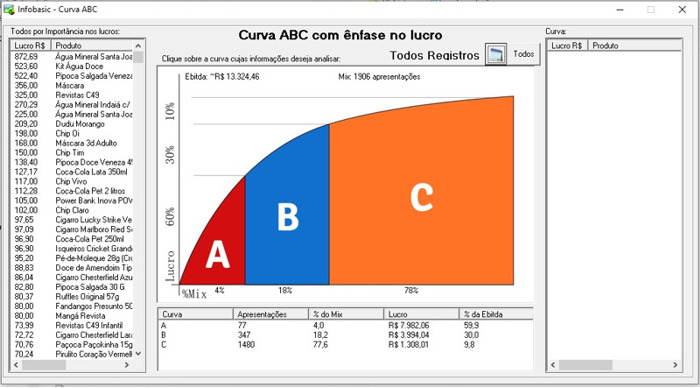 Infobasic - Curva ABC
Todos por Importância nos lucros:
Lucro R$ Produto
872,69 Água Mineral Santa Joa
523,60 Kit Água Doce
522,40 Pipoca Salgada Veneza
356,00 Máscara
325,00 Revistas C49
270,29 Água Mineral Indaiá c/
225,00 Água Mineral Santa Joa
209,20 Dudu Morango
198,00 Chip Oi
168,00 Máscara 3d Adulto
150,00 Chip Tim
138,40 Pipoca Doce Veneza 45
127,17 Coca-Cola Lata 350ml
117,00 Chip Vivo
112,28 Coca-Cola Pet 2 litros
105,00 Power Bank Inova POV
102,00 Chip Claro
97,65 Cigarro Lucky Strike Ve
97,09 Cigarro Marlboro Red S
96,90 Coca-Cola Pet 250ml
96,90 Isqueiros Cricket Grande
95,20 Pé-de-Moleque 28g (Cr
88,83 Doce de Amendoim Tip
86,04 Cigarro Chesterfield Azu
82,80 Pipoca Salgada 30 G
80,37 Ruffles Original 57g
80,00 Fandangos Presunto 50
80,00 Mangá Revista
73,99 Revistas C49 Infantil
72,72 Cigarro Chesterfield Lara
70,76 Paçoca Paçokinha Roll
70,24 Pirulito Coração Vermel
Curva ABC com ênfase no lucro
Clique sobre a curva cujas informações deseja analisar:
Todos Registros
Todos
Ebitda: ~R$ 13.324,46
Mix: 1906 apresentações
10%
30%
60%
Lucro
A
B
C
%Mix
4%
18%
78%
Curva Apresentações % do Mix Lucro % da Ebitda
A 77 4,0 R$ 7.982,06 59,9
B 347 18,2 R$ 3.994,04 30,0
C 1480 77,6 R$ 1.308,01 9,8
Curva:
Lucro R$ Produto